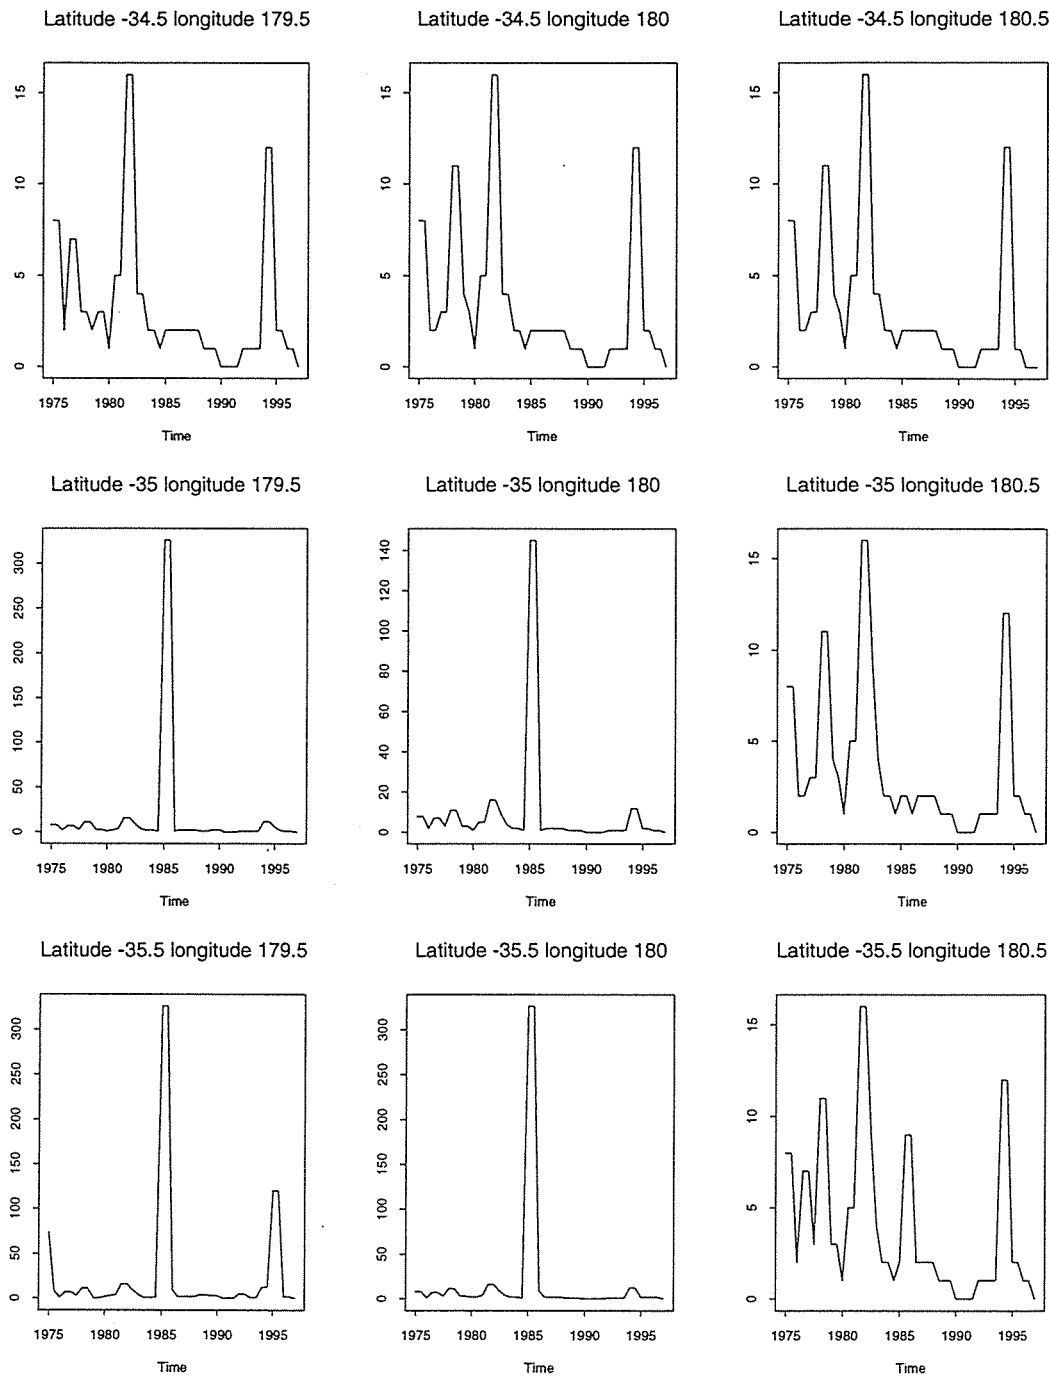 Latitude -34.5 longitude 179.5
Latitude -34.5 longitude 180
Latitude -34.5 longitude 180.5
0 5 10 15
1975 1980 1985 1990 1995
Time
0 5 10 15
1975 1980 1985 1990 1995
Time
0 5 10 15
1975 1980 1985 1990 1995
Time
Latitude -35 longitude 179.5
Latitude -35 longitude 180
Latitude -35 longitude 180.5
0 50 100 150 200 250 300
1975 1980 1985 1990 1995
Time
0 20 40 60 80 100 120 140
1975 1980 1985 1990 1995
Time
0 5 10 15
1975 1980 1985 1990 1995
Time
Latitude -35.5 longitude 179.5
Latitude -35.5 longitude 180
Latitude -35.5 longitude 180.5
0 50 100 150 200 250 300
1975 1980 1985 1990 1995
Time
0 50 100 150 200 250 300
1975 1980 1985 1990 1995
Time
0 5 10 15
1975 1980 1985 1990 1995
Time